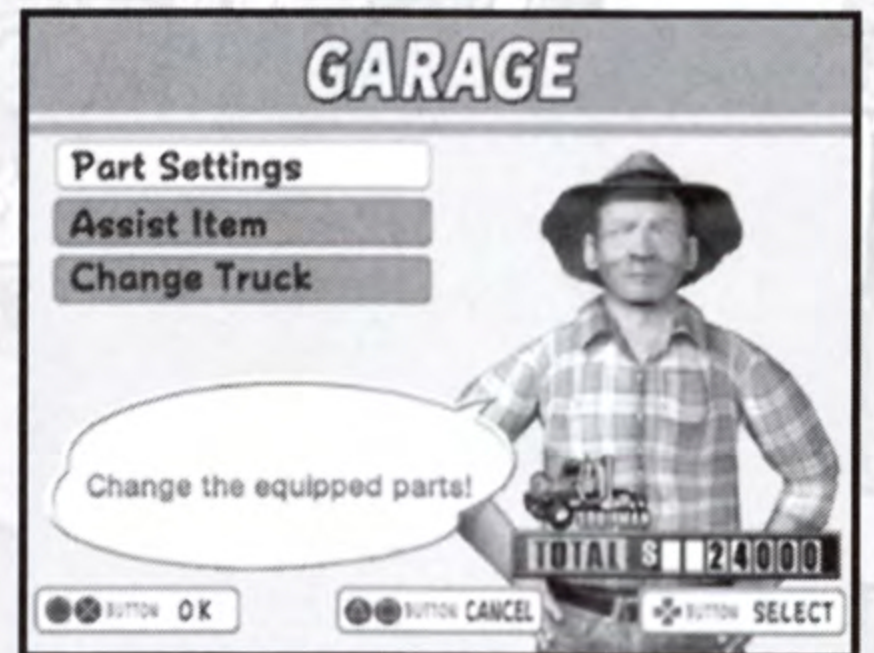 GARAGE
Part Settings
Assist Item
Change Truck
Change the equipped parts!
TOTAL $ 24000
BUTTON OK
BUTTON CANCEL
BUTTON SELECT